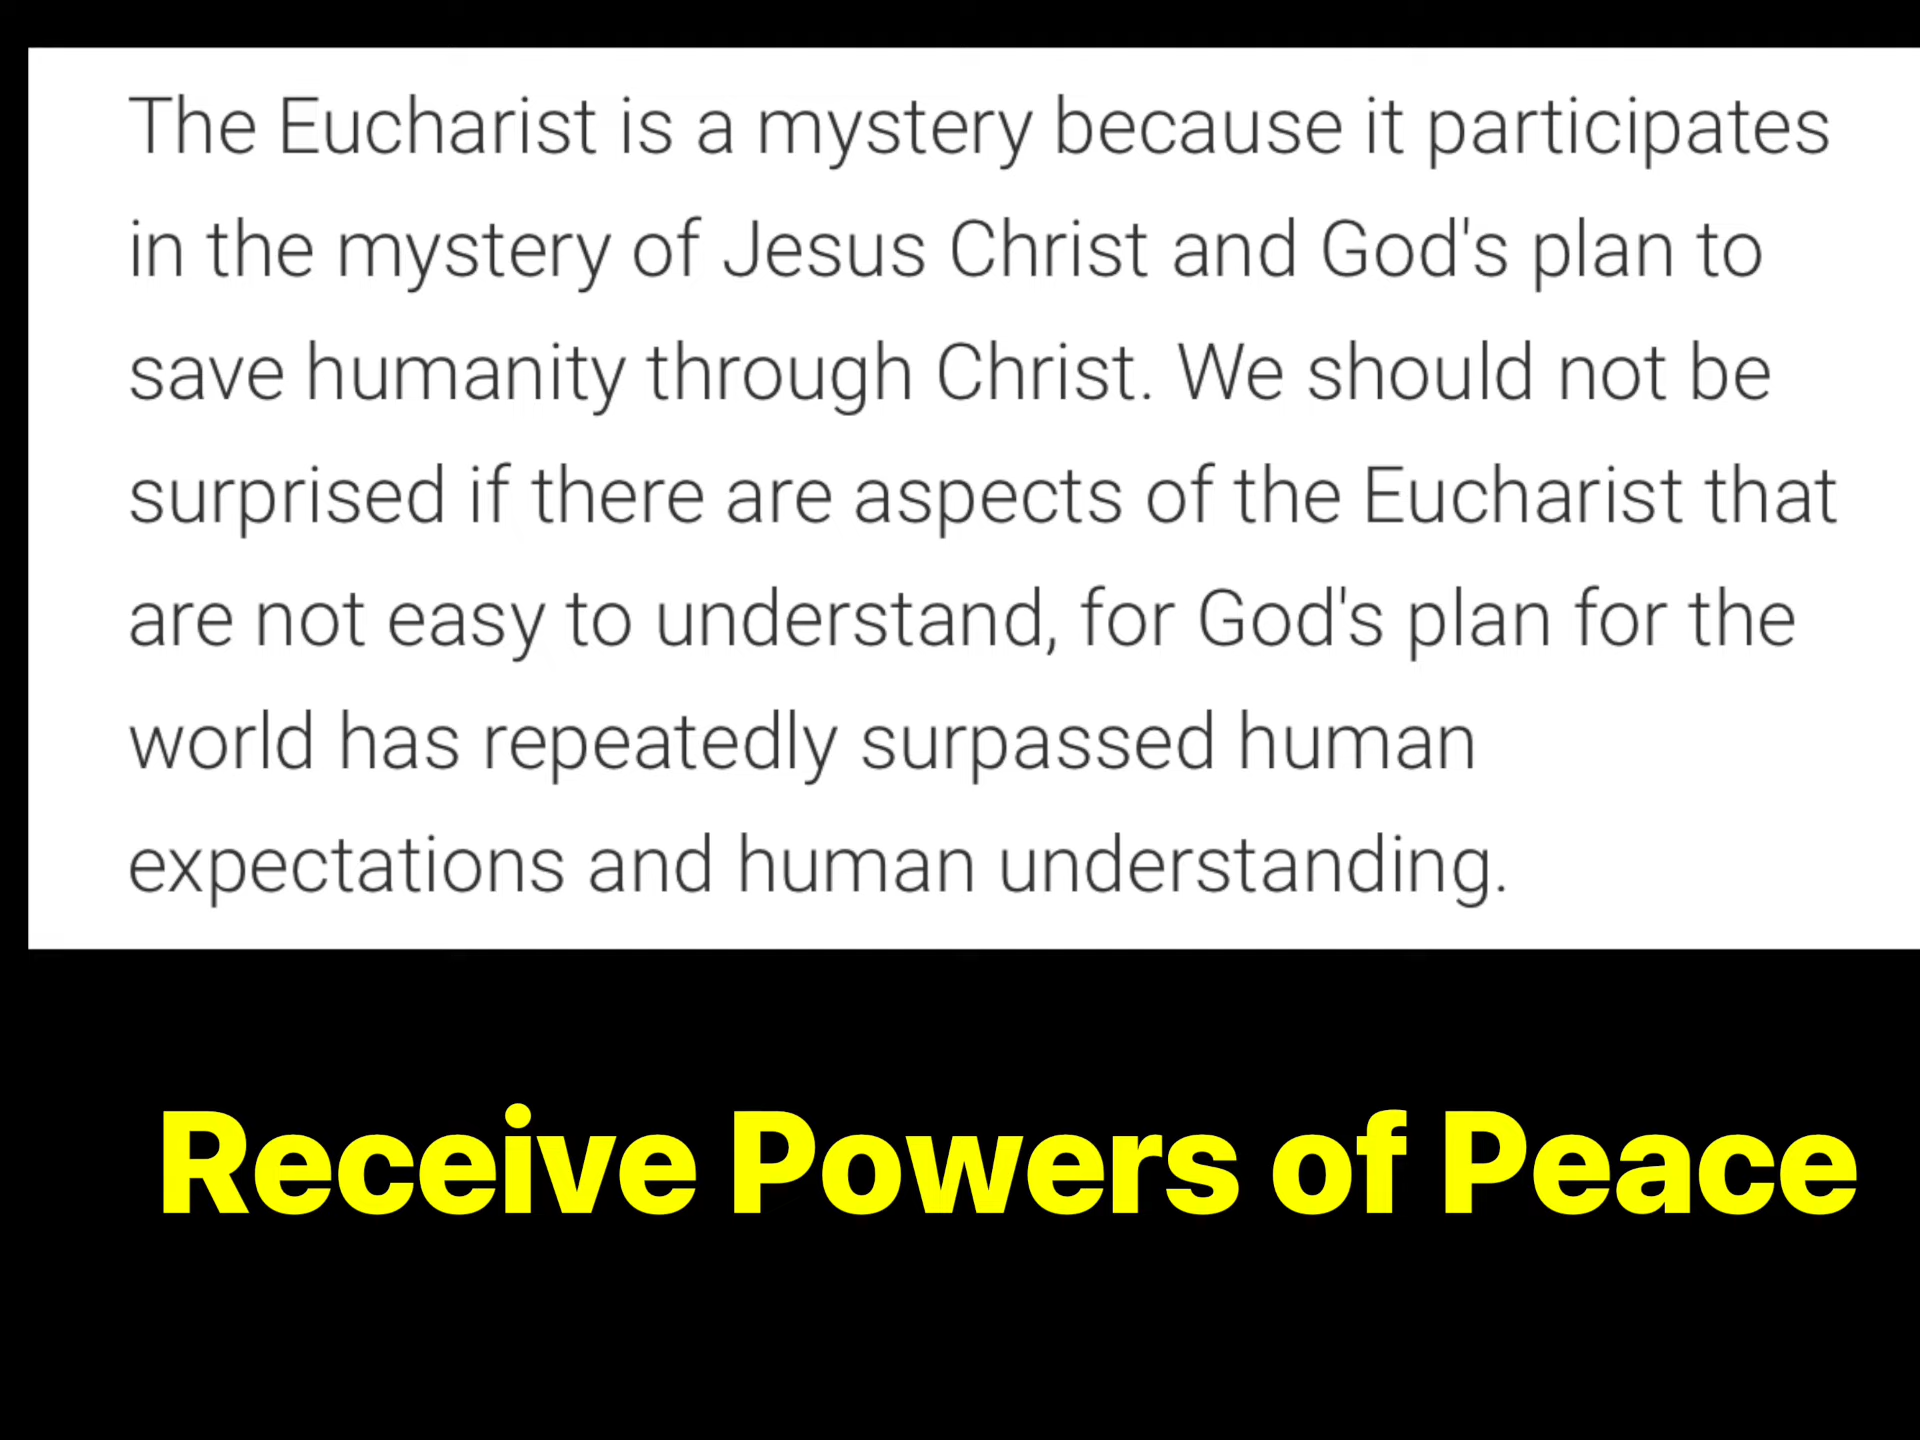 The Eucharist is a mystery because it participates
in the mystery of Jesus Christ and God's plan to
save humanity through Christ. We should not be
surprised if there are aspects of the Eucharist that
are not easy to understand, for God's plan for the
world has repeatedly surpassed human
expectations and human understanding.
Receive Powers of Peace